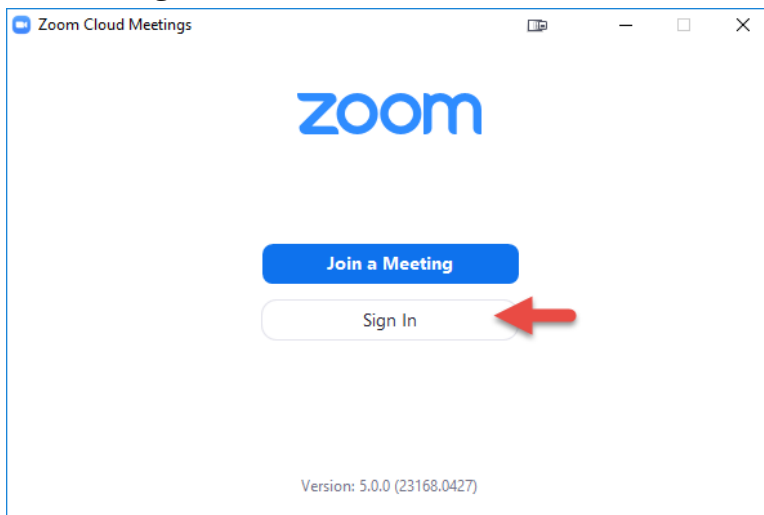 Zoom Cloud Meetings
zoom
Join a Meeting
Sign In
Version: 5.0.0 (23168.0427)